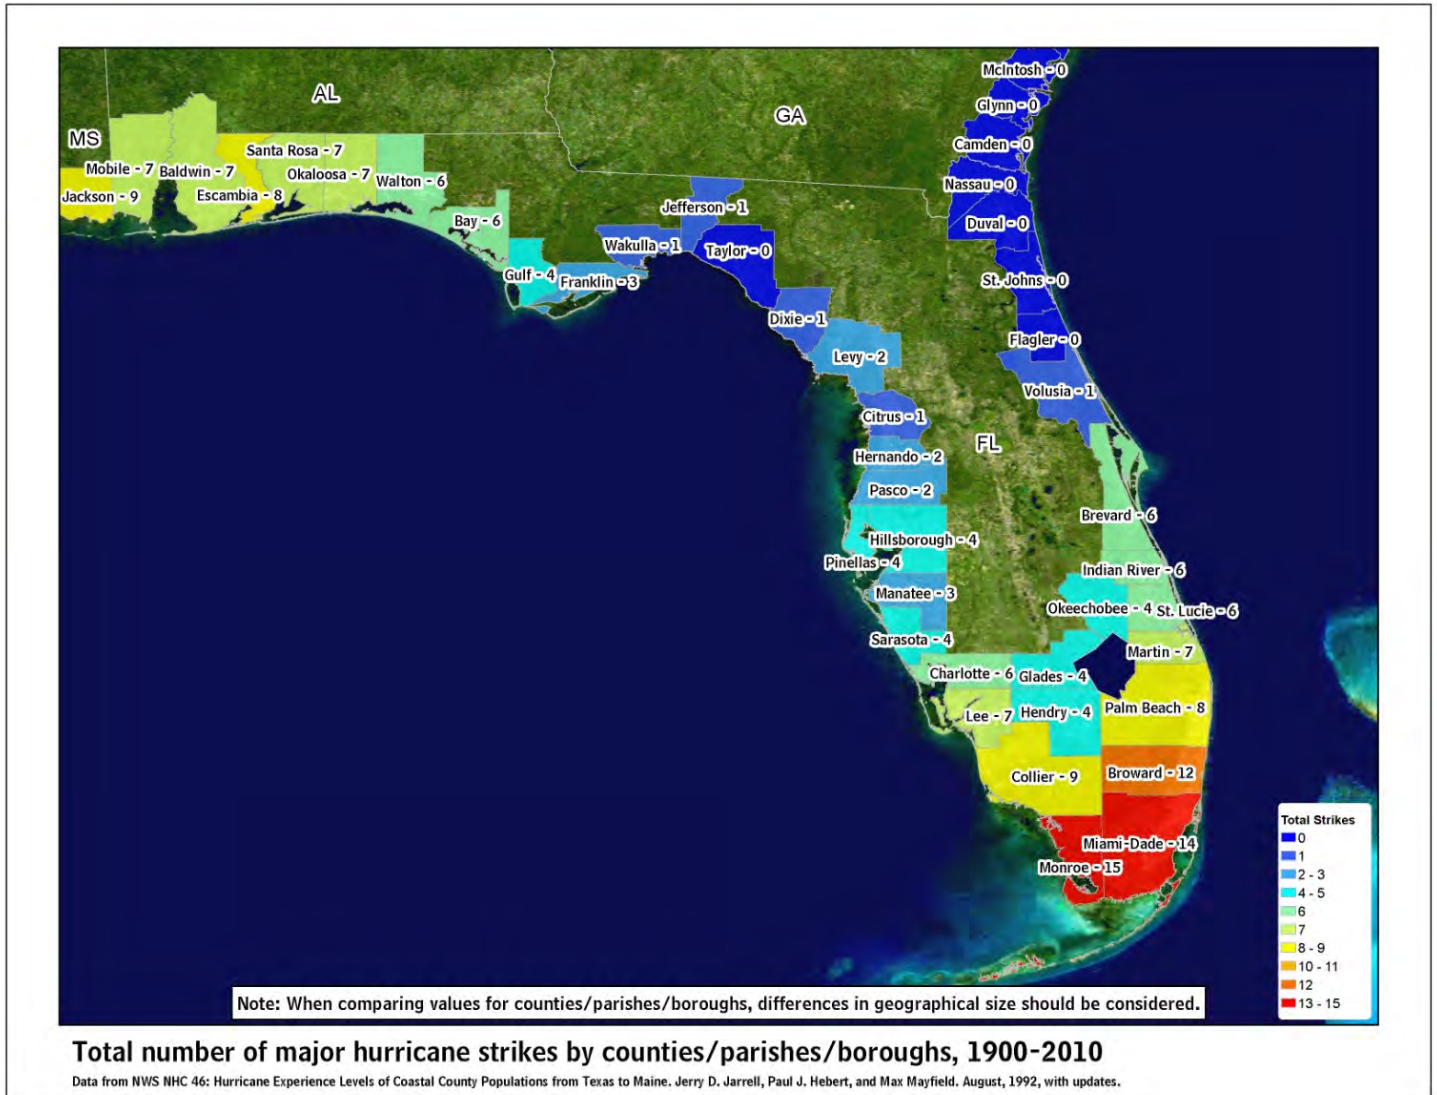 McIntosh - 0
Glynn - 0
AL
GA
MS
Camden - 0
Santa Rosa - 7
Mobile - 7
Baldwin - 7
Okaloosa - 7
Walton - 6
Nassau - 0
Jackson - 9
Escambia - 8
Jefferson - 1
Bay - 6
Duval - 0
Wakulla - 1
Taylor - 0
Gulf - 4
Franklin - 3
St. Johns - 0
Dixie - 1
Flagler - 0
Levy - 2
Volusia - 1
Citrus - 1
FL
Hernando - 2
Pasco - 2
Brevard - 6
Hillsborough - 4
Pinellas - 4
Indian River - 6
Manatee - 3
Okeechobee - 4
St. Lucie - 6
Sarasota - 4
Martin - 7
Charlotte - 6
Glades - 4
Lee - 7
Hendry - 4
Palm Beach - 8
Collier - 9
Broward - 12
Miami-Dade - 14
Monroe - 15
Total Strikes
0
1
2 - 3
4 - 5
6
7
8 - 9
10 - 11
12
13 - 15
Note: When comparing values for counties/parishes/boroughs, differences in geographical size should be considered.
Total number of major hurricane strikes by counties/parishes/boroughs, 1900-2010
Data from NWS NHC 46: Hurricane Experience Levels of Coastal County Populations from Texas to Maine. Jerry D. Jarrell, Paul J. Hebert, and Max Mayfield. August, 1992, with updates.